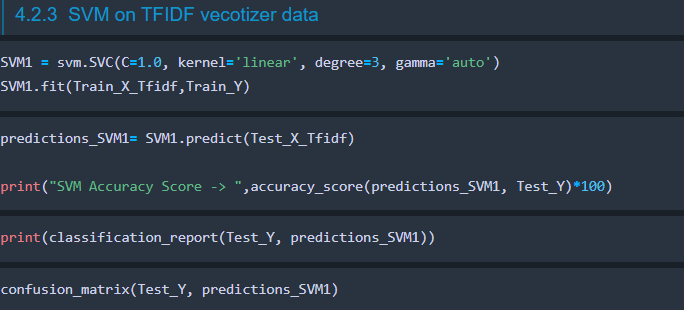 4.2.3 SVM on TFIDF vecotizer data
SVM1 = svm.SVC(C=1.0, kernel='linear', degree=3, gamma='auto')
SVM1.fit(Train_X_Tfidf,Train_Y)
predictions_SVM1= SVM1.predict(Test_X_Tfidf)
print("SVM Accuracy Score -> ",accuracy_score(predictions_SVM1, Test_Y)*100)
print(classification_report(Test_Y, predictions_SVM1))
confusion_matrix(Test_Y, predictions_SVM1)